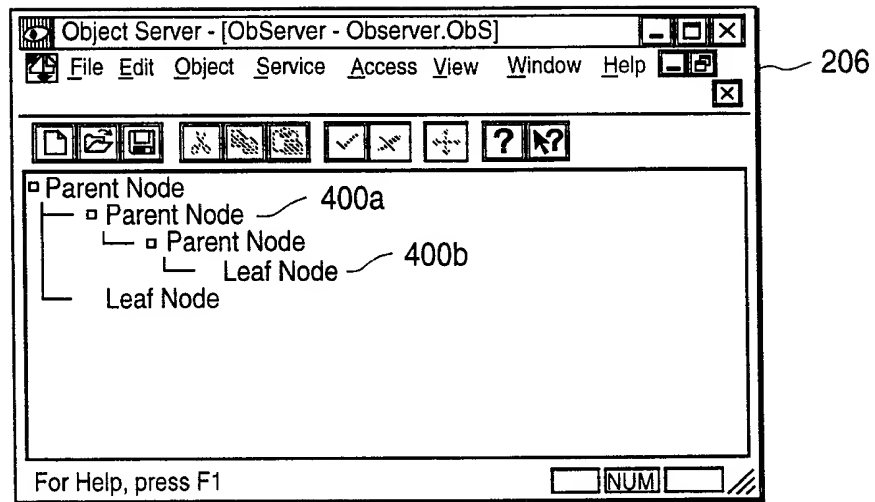 Object Server - [ObServer - Observer.ObS]
File Edit Object Service Access View Window Help
206
? ?
Parent Node
Parent Node 400a
Parent Node
Leaf Node 400b
Leaf Node
For Help, press F1 NUM